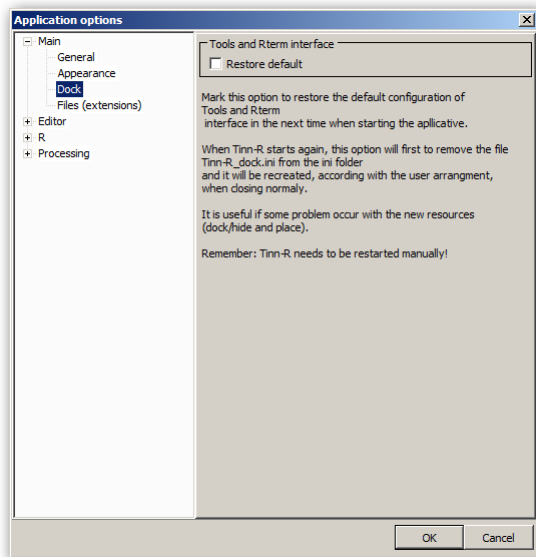 Application options
Main
General
Appearance
Dock
Files (extensions)
Editor
R
Processing
Tools and Rterm interface
Restore default
Mark this option to restore the default configuration of
Tools and Rterm
interface in the next time when starting the apllicative.
When Tinn-R starts again, this option will first to remove the file
Tinn-R_dock.ini from the ini folder
and it will be recreated, according with the user arrangment,
when closing normaly.
It is useful if some problem occur with the new resources
(dock/hide and place).
Remember: Tinn-R needs to be restarted manually!
OK
Cancel